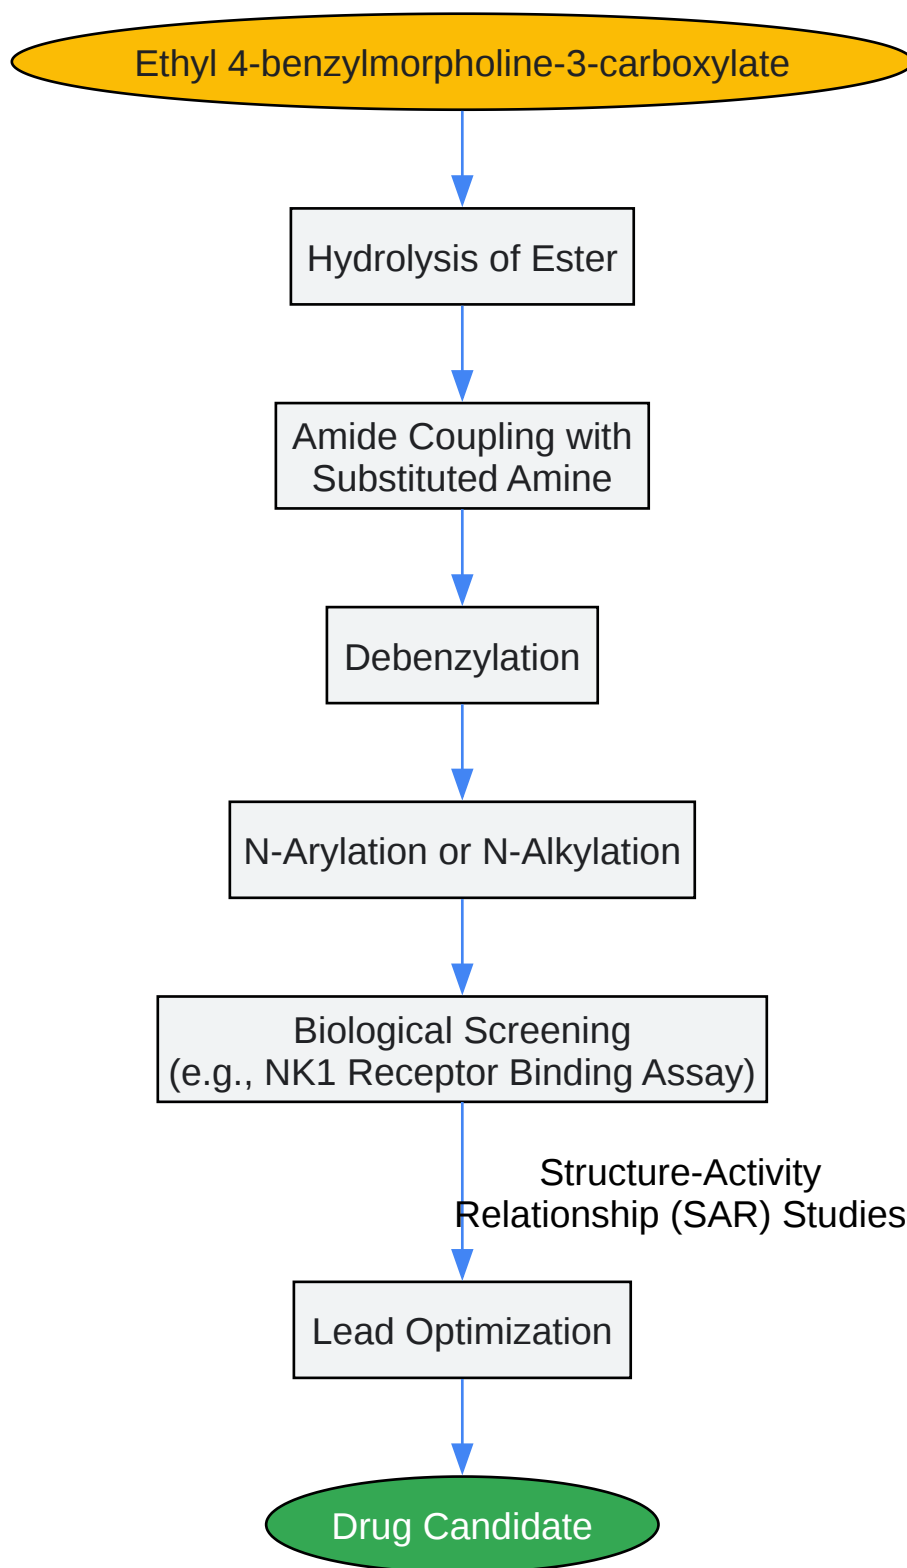 Ethyl 4-benzylmorpholine-3-carboxylate
Hydrolysis of Ester
Amide Coupling with
Substituted Amine
Debenzylation
N-Arylation or N-Alkylation
Biological Screening
(e.g., NK1 Receptor Binding Assay)
Structure-Activity
Relationship (SAR) Studies
Lead Optimization
Drug Candidate